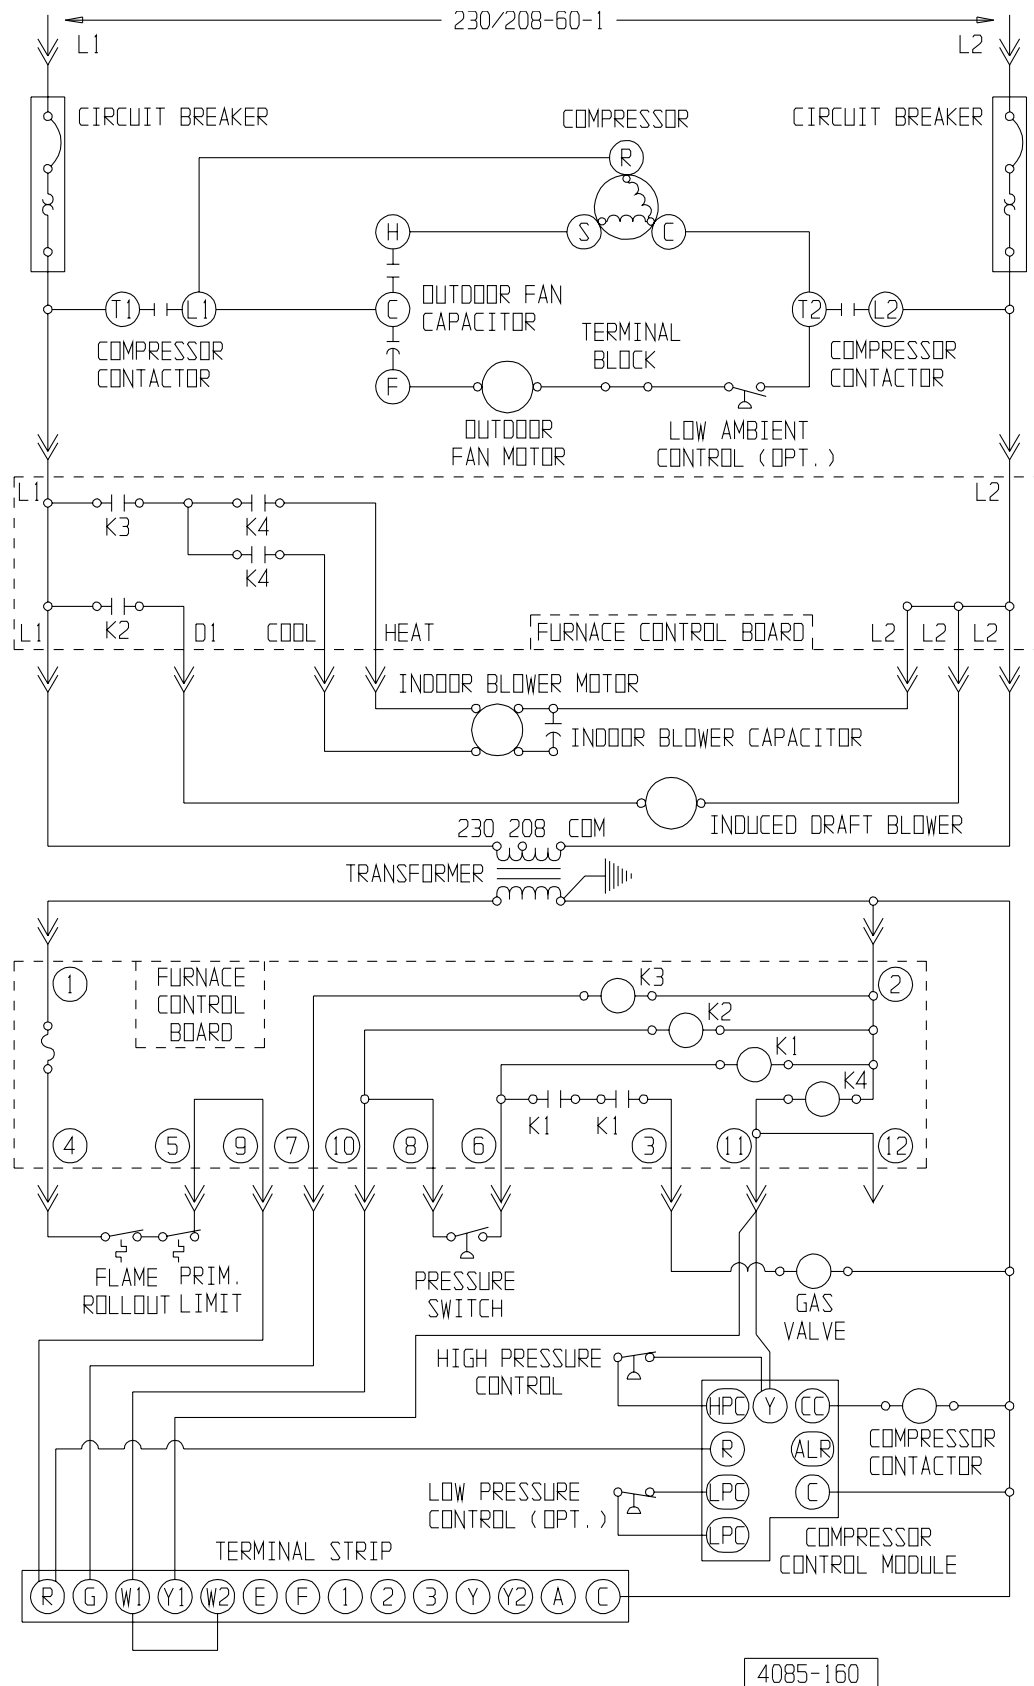 230/208-60-1
L1
L2
CIRCUIT BREAKER
COMPRESSOR
CIRCUIT BREAKER
R
S
C
H
T1
L1
C
OUTDOOR FAN
CAPACITOR
T2
L2
COMPRESSOR
CONTACTOR
TERMINAL
BLOCK
COMPRESSOR
CONTACTOR
F
OUTDOOR
FAN MOTOR
LOW AMBIENT
CONTROL (OPT.)
L1
L2
K3
K4
K4
K2
L1
D1
COOL
HEAT
FURNACE CONTROL BOARD
L2
L2
L2
INDOOR BLOWER MOTOR
INDOOR BLOWER CAPACITOR
INDUCED DRAFT BLOWER
230 208 COM
TRANSFORMER
1
FURNACE
CONTROL
BOARD
K3
2
K2
K1
K4
K1
K1
4
5
9
7
10
8
6
3
11
12
FLAME
ROLLOUT
PRIM.
LIMIT
PRESSURE
SWITCH
GAS
VALVE
HIGH PRESSURE
CONTROL
HPC
Y
CC
COMPRESSOR
CONTACTOR
R
ALR
LOW PRESSURE
CONTROL (OPT.)
LPC
C
LPC
COMPRESSOR
CONTROL MODULE
TERMINAL STRIP
R G W1 Y1 W2 E F 1 2 3 Y Y2 A C
4085-160